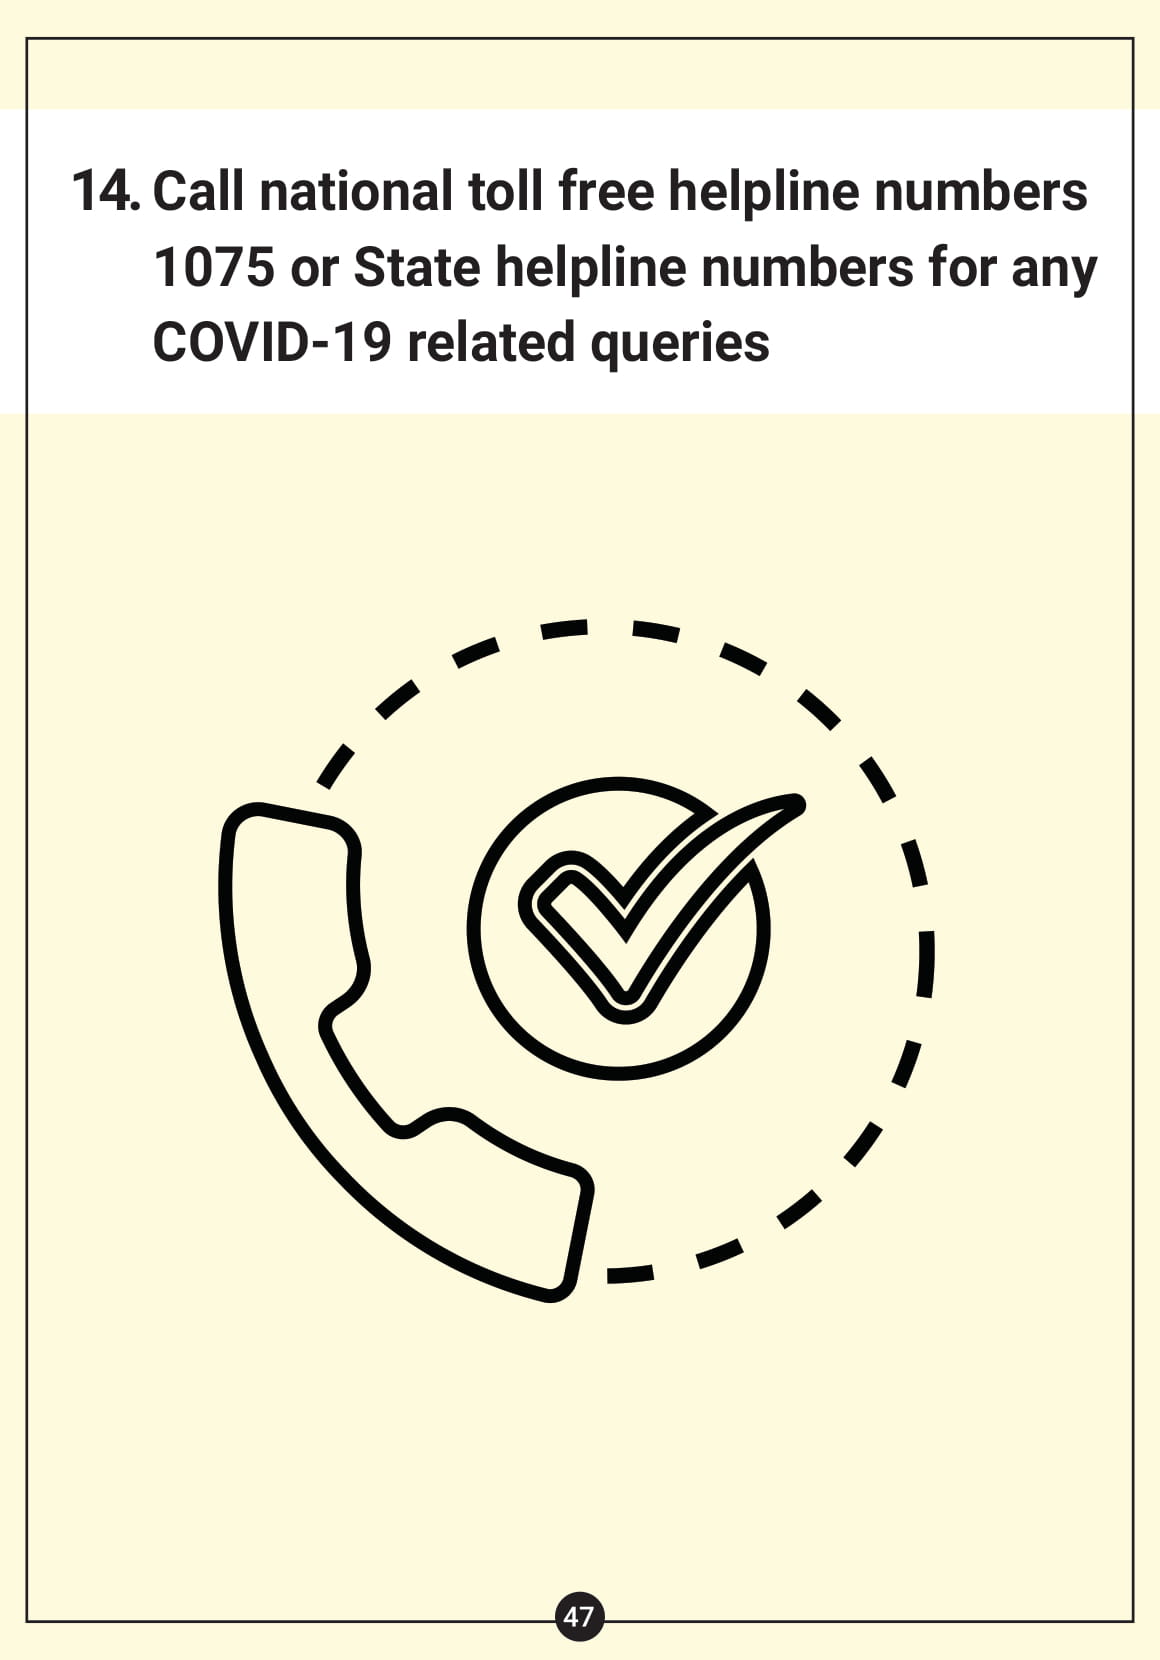 14. Call national toll free helpline numbers
1075 or State helpline numbers for any
COVID-19 related queries
47